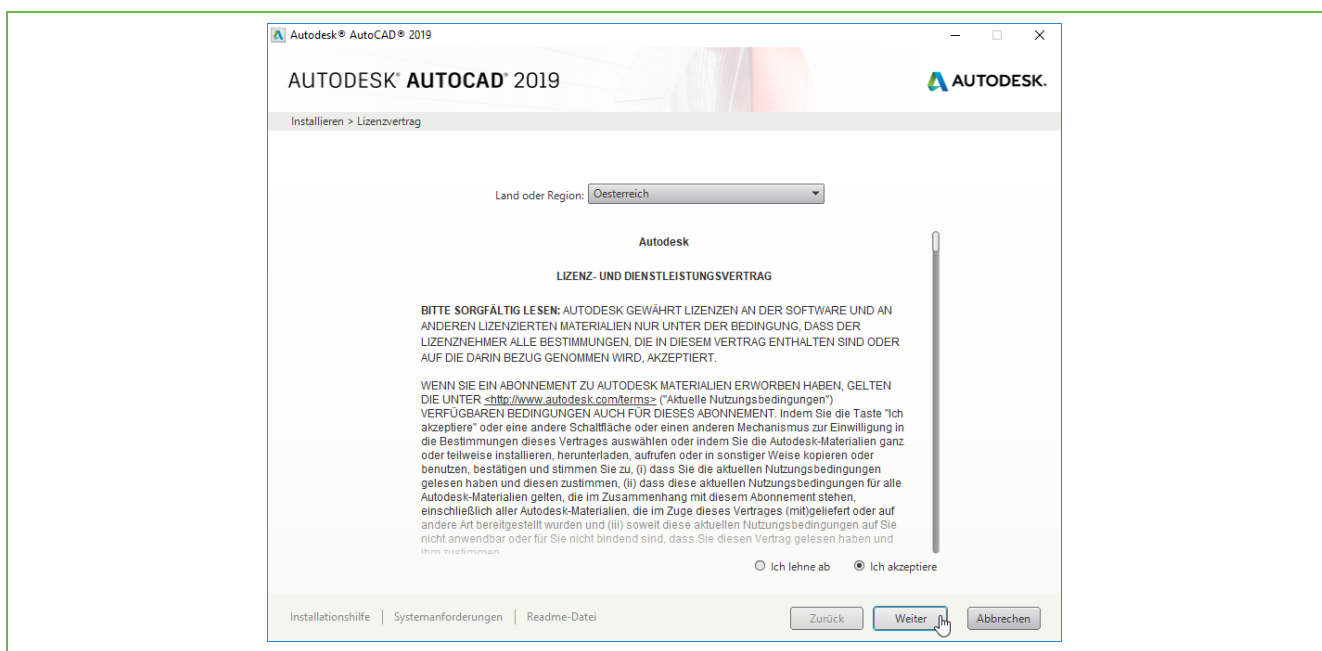 Autodesk® AutoCAD® 2019
AUTODESK® AUTOCAD® 2019
AUTODESK.
Installieren > Lizenzvertrag
Land oder Region: Oesterreich
Autodesk
LIZENZ- UND DIENSTLEISTUNGSVERTRAG
BITTE SORGFÄLTIG LESEN: AUTODESK GEWÄHRT LIZENZEN AN DER SOFTWARE UND AN
ANDEREN LIZENZIERTEN MATERIALIEN NUR UNTER DER BEDINGUNG, DASS DER
LIZENZNEHMER ALLE BESTIMMUNGEN, DIE IN DIESEM VERTRAG ENTHALTEN SIND ODER
AUF DIE DARIN BEZUG GENOMMEN WIRD, AKZEPTIERT.
WENN SIE EIN ABONNEMENT ZU AUTODESK MATERIALIEN ERWORBEN HABEN, GELTEN
DIE UNTER <http://www.autodesk.com/terms> ("Aktuelle Nutzungsbedingungen")
VERFÜGBAREN BEDINGUNGEN AUCH FÜR DIESES ABONNEMENT. Indem Sie die Taste "Ich
akzeptiere" oder eine andere Schaltfläche oder einen anderen Mechanismus zur Einwilligung in
die Bestimmungen dieses Vertrages auswählen oder indem Sie die Autodesk-Materialien ganz
oder teilweise installieren, herunterladen, aufrufen oder in sonstiger Weise kopieren oder
benutzen, bestätigen und stimmen Sie zu, (i) dass Sie die aktuellen Nutzungsbedingungen
gelesen haben und diesen zustimmen, (ii) dass diese aktuellen Nutzungsbedingungen für alle
Autodesk-Materialien gelten, die im Zusammenhang mit diesem Abonnement stehen,
einschließlich aller Autodesk-Materialien, die im Zuge dieses Vertrages (mit)geliefert oder auf
andere Art bereitgestellt wurden und (iii) soweit diese aktuellen Nutzungsbedingungen auf Sie
nicht anwendbar oder für Sie nicht bindend sind, dass Sie diesen Vertrag gelesen haben und
ihm zustimmen
Ich lehne ab Ich akzeptiere
Installationshilfe | Systemanforderungen | Readme-Datei Zurück Weiter Abbrechen